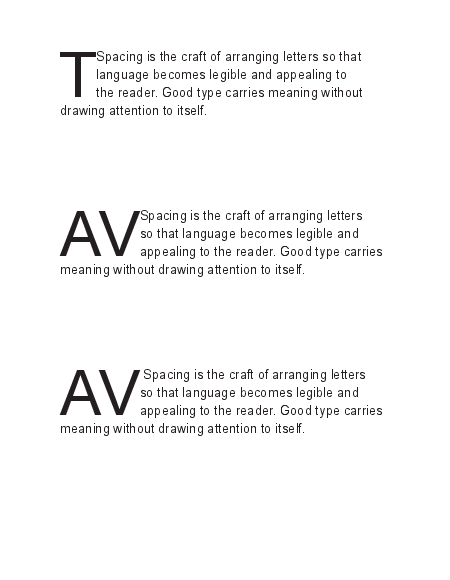 TSpacing is the craft of arranging letters so that
language becomes legible and appealing to
the reader. Good type carries meaning without
drawing attention to itself.
AVSpacing is the craft of arranging letters
so that language becomes legible and
appealing to the reader. Good type carries
meaning without drawing attention to itself.
AV Spacing is the craft of arranging letters
so that language becomes legible and
appealing to the reader. Good type carries
meaning without drawing attention to itself.